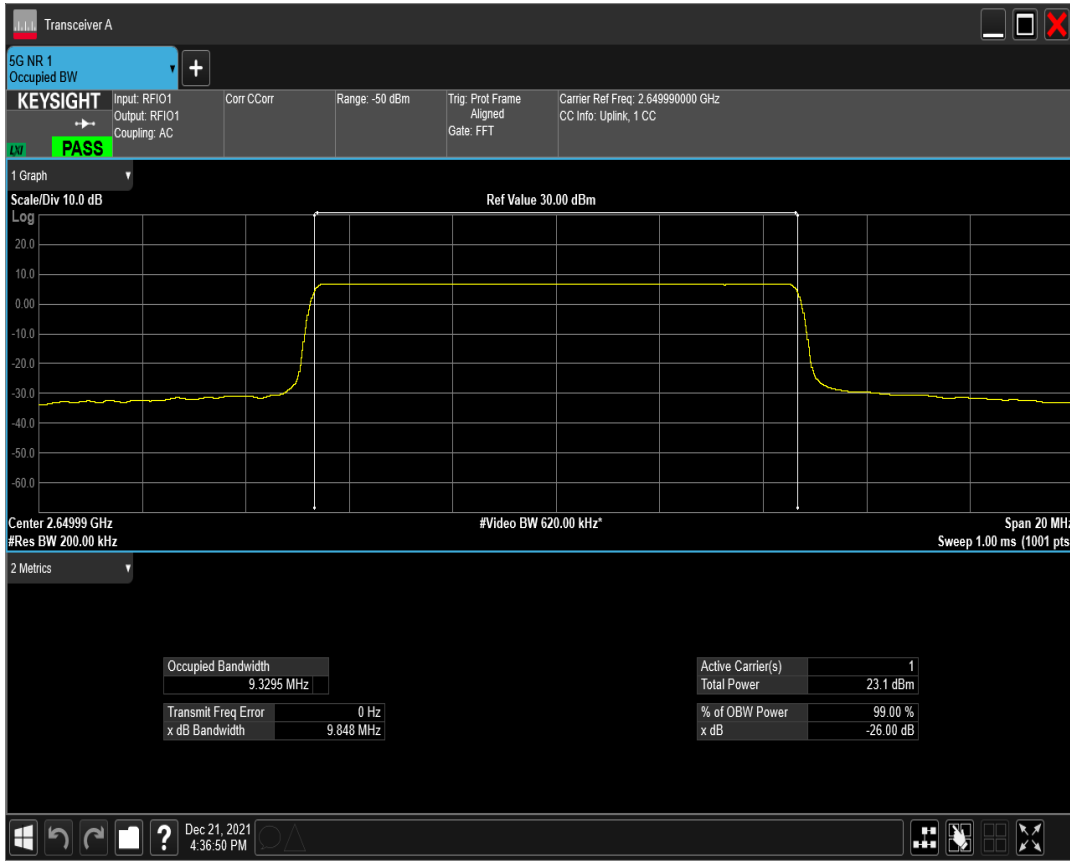 Transceiver A
5G NR 1
Occupied BW
+
KEYSIGHT
Input: RFIO1
Output: RFIO1
Coupling: AC
Corr CCorr
Range: -50 dBm
Trig: Prot Frame
Aligned
Gate: FFT
Carrier Ref Freq: 2.649990000 GHz
CC Info: Uplink, 1 CC
LXI
PASS
1 Graph
Scale/Div 10.0 dB
Ref Value 30.00 dBm
Log
20.0
10.0
0.00
-10.0
-20.0
-30.0
-40.0
-50.0
-60.0
Center 2.64999 GHz
#Video BW 620.00 kHz*
Span 20 MHz
#Res BW 200.00 kHz
Sweep 1.00 ms (1001 pts
2 Metrics
Occupied Bandwidth
9.3295 MHz
Transmit Freq Error 0 Hz
x dB Bandwidth 9.848 MHz
Active Carrier(s) 1
Total Power 23.1 dBm
% of OBW Power 99.00 %
x dB -26.00 dB
?
Dec 21, 2021
4:36:50 PM